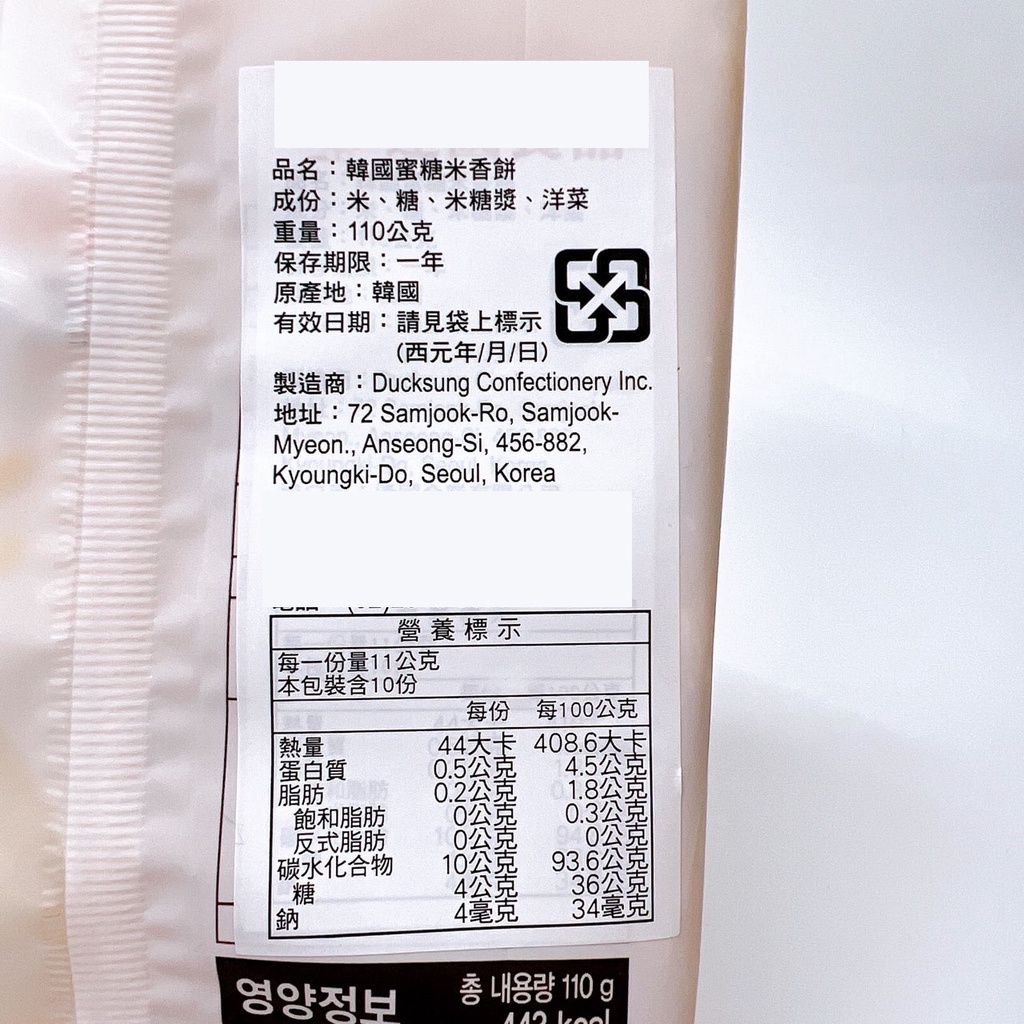 品名：韓國蜜糖米香餅
成份：米、糖、米糖漿、洋菜
重量：110公克
保存期限：一年
原產地：韓國
有效日期：請見袋上標示
（西元年/月/日）
製造商：Ducksung Confectionery Inc.
地址：72 Samjook-Ro, Samjook-
Myeon., Anseong-Si, 456-882,
Kyoungki-Do, Seoul, Korea
營養標示
每一份量11公克
本包裝含10份
每份 每100公克
熱量 44大卡 408.6大卡
蛋白質 0.5公克 4.5公克
脂肪 0.2公克 1.8公克
飽和脂肪 0公克 0.3公克
反式脂肪 0公克 0公克
碳水化合物 10公克 93.6公克
糖 4公克 36公克
鈉 4毫克 34毫克
영양정보 총 내용량 110 g
443 kcal